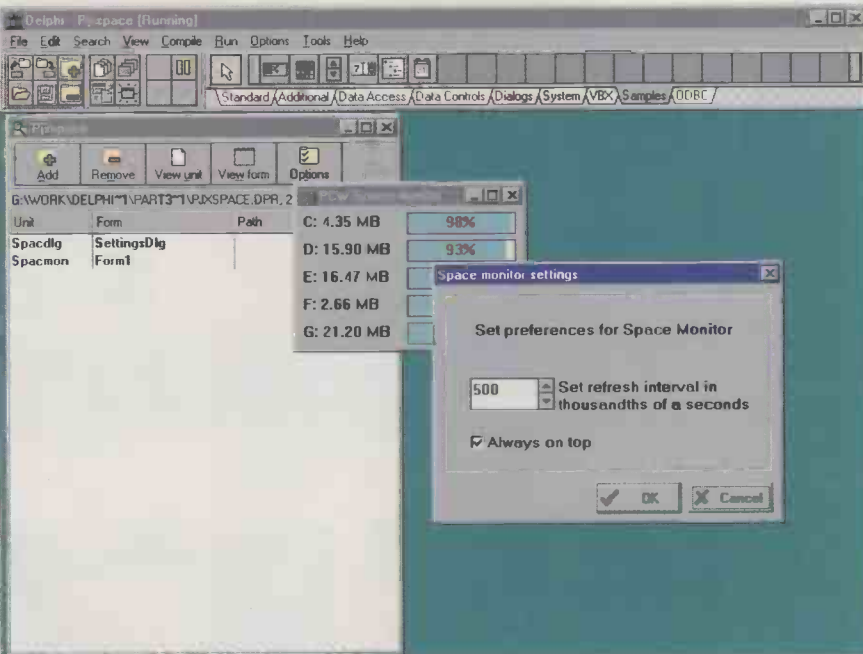 Delphi - Pjxspace [Running]
File Edit Search View Compile Run Options Tools Help
Standard Additional Data Access Data Controls Dialogs System VBX Samples ODBC
Pjxspace
Add Remove View unit View form Options
G:\WORK\DELPHI~1\PART3~1\PJXSPACE.DPR, 2
Unit Form Path
Spacdlg SettingsDlg
Spacmon Form1
C: 4.35 MB 98%
D: 15.90 MB 93%
E: 16.47 MB
F: 2.66 MB
G: 21.20 MB
Space monitor settings
Set preferences for Space Monitor
500
Set refresh interval in
thousandths of a seconds
Always on top
OK Cancel